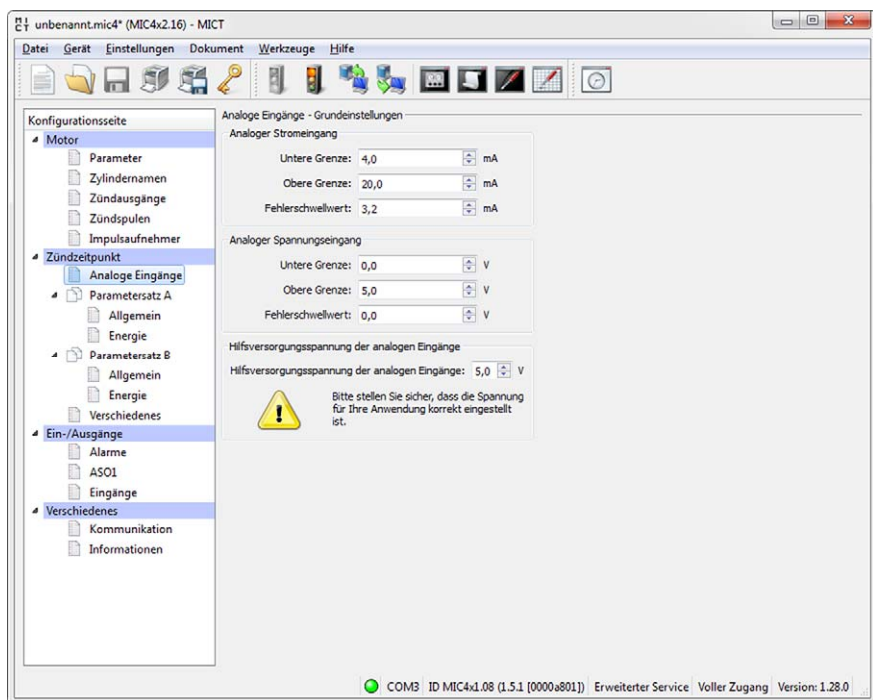 unbenannt.mic4* (MIC4x2.16) - MICT
Datei Gerät Einstellungen Dokument Werkzeuge Hilfe
Konfigurationsseite
Motor
Parameter
Zylindernamen
Zündausgänge
Zündspulen
Impulsaufnehmer
Zündzeitpunkt
Analoge Eingänge
Parametersatz A
Allgemein
Energie
Parametersatz B
Allgemein
Energie
Verschiedenes
Ein-/Ausgänge
Alarme
ASO1
Eingänge
Verschiedenes
Kommunikation
Informationen
Analoge Eingänge - Grundeinstellungen
Analoger Stromeingang
Untere Grenze: 4,0 mA
Obere Grenze: 20,0 mA
Fehlerschwellwert: 3,2 mA
Analoger Spannungseingang
Untere Grenze: 0,0 V
Obere Grenze: 5,0 V
Fehlerschwellwert: 0,0 V
Hilfsversorgungsspannung der analogen Eingänge
Hilfsversorgungsspannung der analogen Eingänge: 5,0 V
Bitte stellen Sie sicher, dass die Spannung
für Ihre Anwendung korrekt eingestellt
ist.
COM3 ID MIC4x1.08 (1.5.1 [0000a801]) Erweiterter Service Voller Zugang Version: 1.28.0